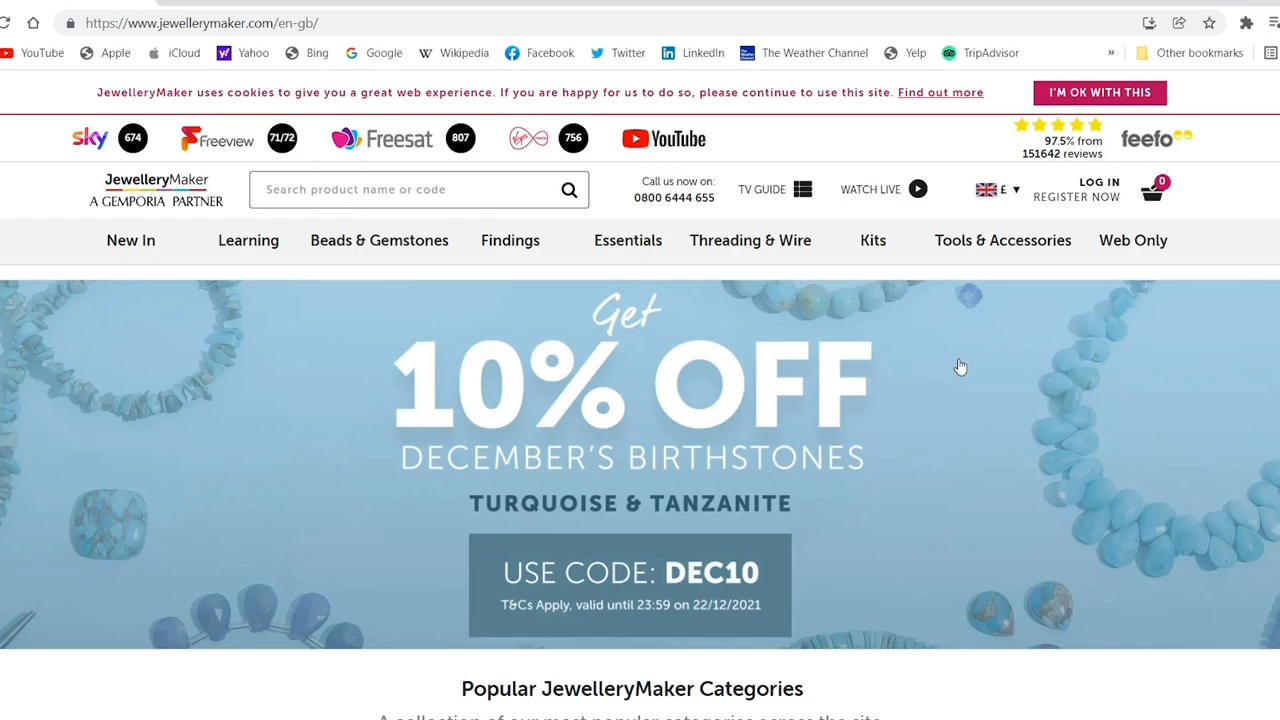 https://www.jewellerymaker.com/en-gb/
YouTube Apple iCloud Yahoo Bing Google Wikipedia Facebook Twitter LinkedIn The Weather Channel Yelp TripAdvisor » Other bookmarks
JewelleryMaker uses cookies to give you a great web experience. If you are happy for us to do so, please continue to use this site. Find out more I'M OK WITH THIS
sky 674 Freeview 71/72 freesat 807 Virgin media 756 YouTube
97.5% from
151642 reviews
feefo
JewelleryMaker
A GEMPORIA PARTNER
Search product name or code
Call us now on:
0800 6444 655
TV GUIDE WATCH LIVE £ ▼
LOG IN
REGISTER NOW
0
New In Learning Beads & Gemstones Findings Essentials Threading & Wire Kits Tools & Accessories Web Only
Get
10% OFF
DECEMBER'S BIRTHSTONES
TURQUOISE & TANZANITE
USE CODE: DEC10
T&Cs Apply, valid until 23:59 on 22/12/2021
Popular JewelleryMaker Categories
A collection of our most popular categories across the site